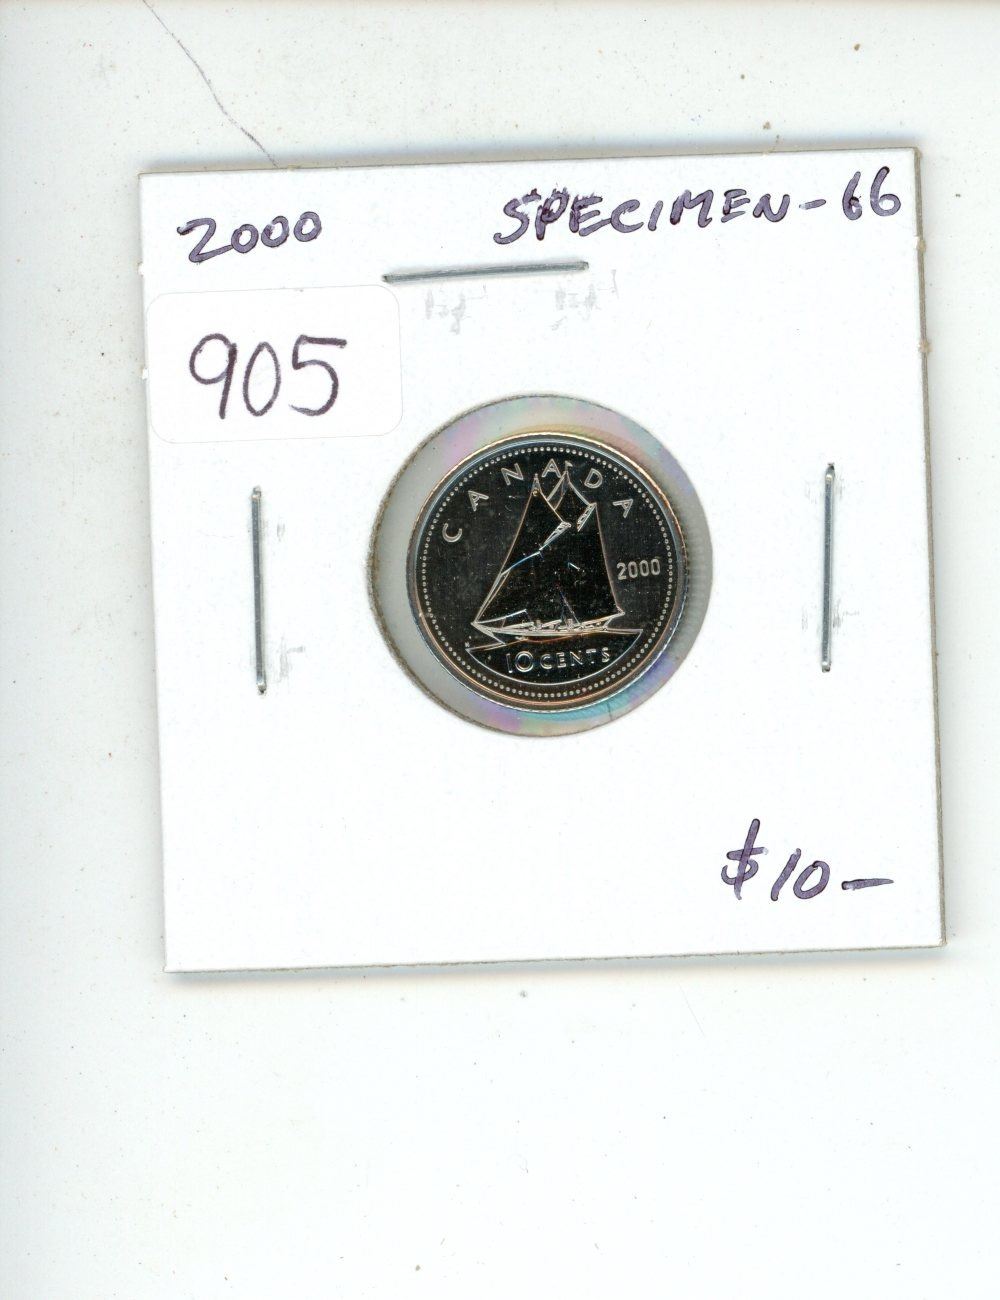 2000 SPECIMEN-66
905
CANADA
2000
10 CENTS
$10-